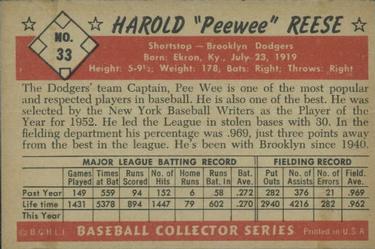 NO. 33
HAROLD "Peewee" REESE
Shortstop — Brooklyn Dodgers
Born: Ekron, Ky., July 23, 1919
Height: 5-9½; Weight: 178; Bats: Right; Throws: Right
The Dodgers' team Captain, Pee Wee is one of the most popular
and respected players in baseball. He is also one of the best. He was
selected by the New York Baseball Writers as the Player of the
Year for 1952. He led the League in stolen bases with 30. In the
fielding department his percentage was .969, just three points away
from the best in the league. He's been with Brooklyn since 1940.
MAJOR LEAGUE BATTING RECORD FIELDING RECORD
Games Played Times at Bat Runs Scored No. Hits Home Runs Runs Bat. In Bat. Ave. Put Outs No. of Assists No. of Errors Field. Ave.
Past Year 149 559 94 152 6 58 .272 282 376 21 .969
Life time 1431 5378 894 1447 79 602 .270 2940 4216 282 .962
This Year
© B.G.H.L.I. BASEBALL COLLECTOR SERIES Printed in U.S.A.